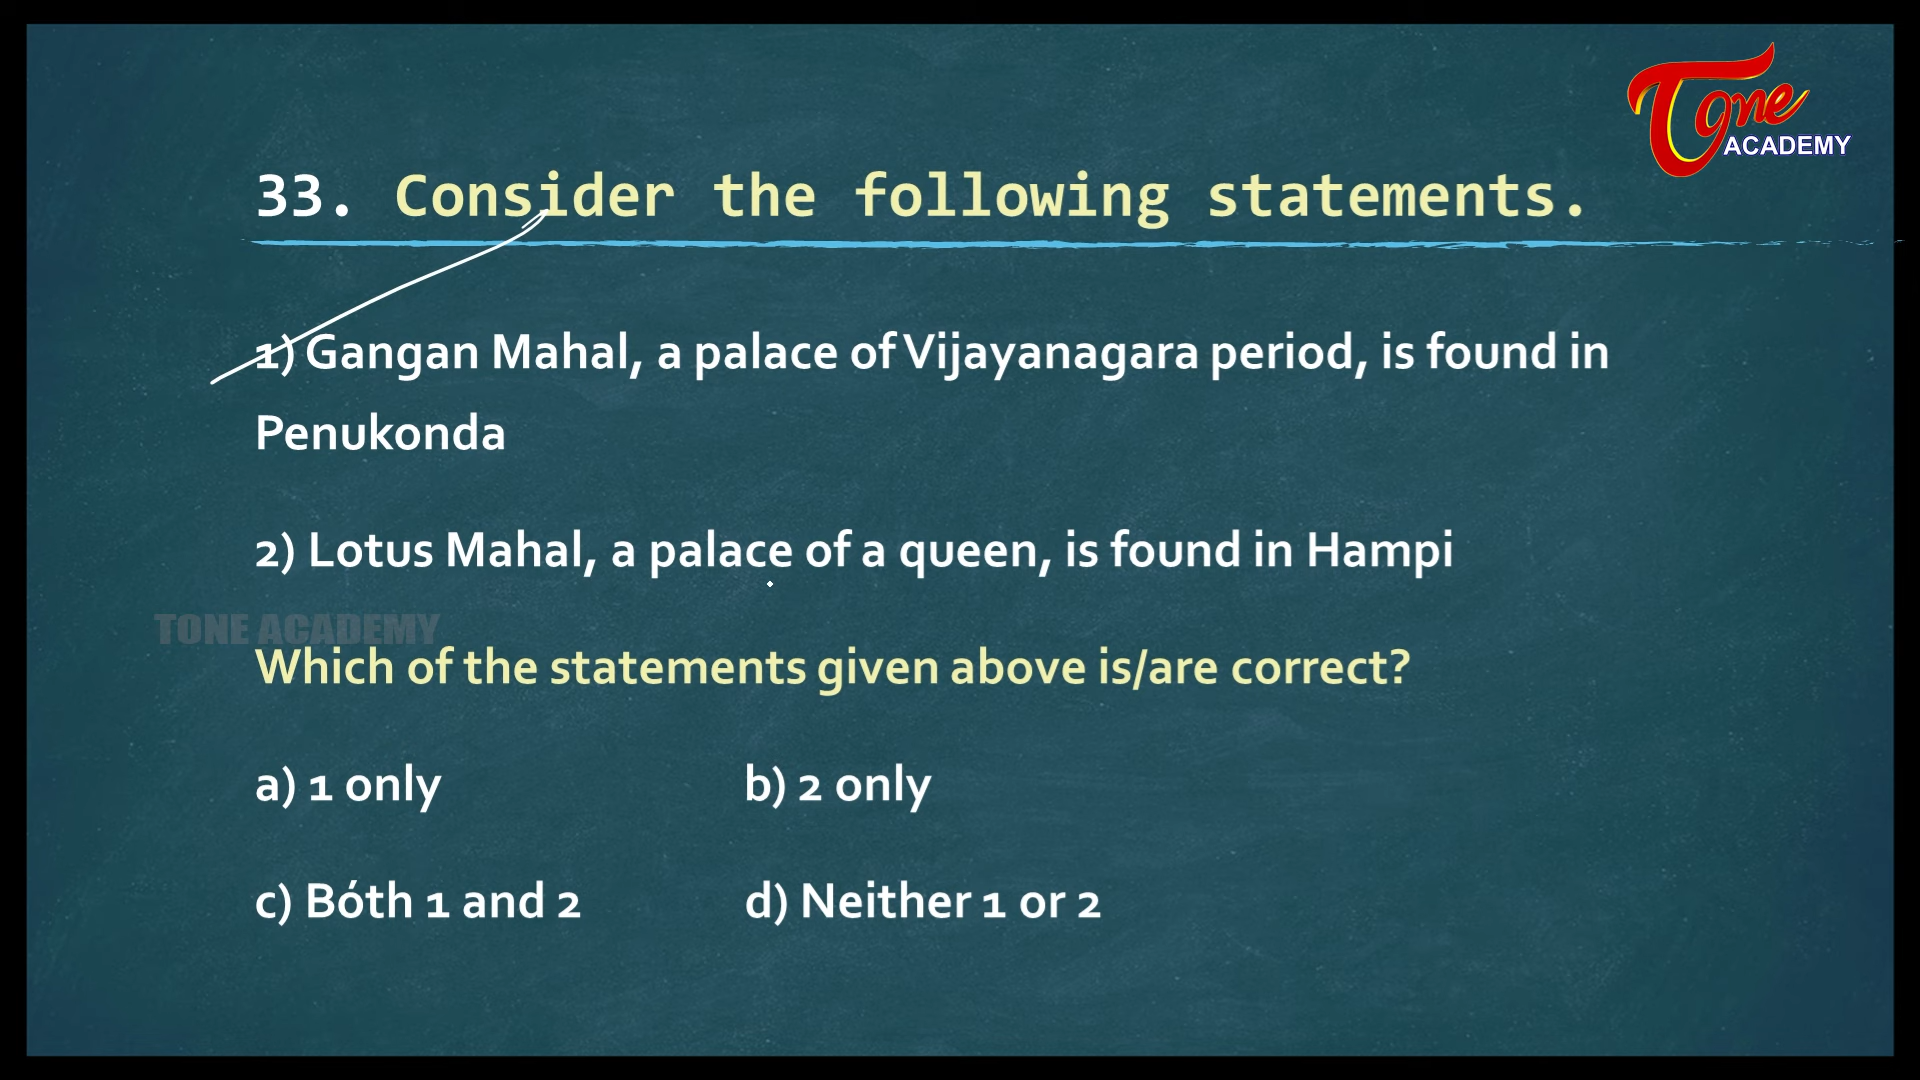 Tone
ACADEMY
33. Consider the following statements.
1) Gangan Mahal, a palace of Vijayanagara period, is found in
Penukonda
2) Lotus Mahal, a palace of a queen, is found in Hampi
TONE ACADEMY
Which of the statements given above is/are correct?
a) 1 only b) 2 only
c) Bóth 1 and 2 d) Neither 1 or 2